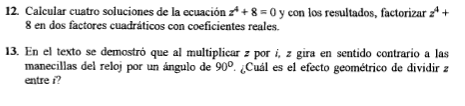 12. Calcular cuatro soluciones de la ecuación z⁴ + 8 = 0 y con los resultados, factorizar z⁴ +
8 en dos factores cuadráticos con coeficientes reales.
13. En el texto se demostró que al multiplicar z por i, z gira en sentido contrario a las
manecillas del reloj por un ángulo de 90º. ¿Cuál es el efecto geométrico de dividir z
entre i?